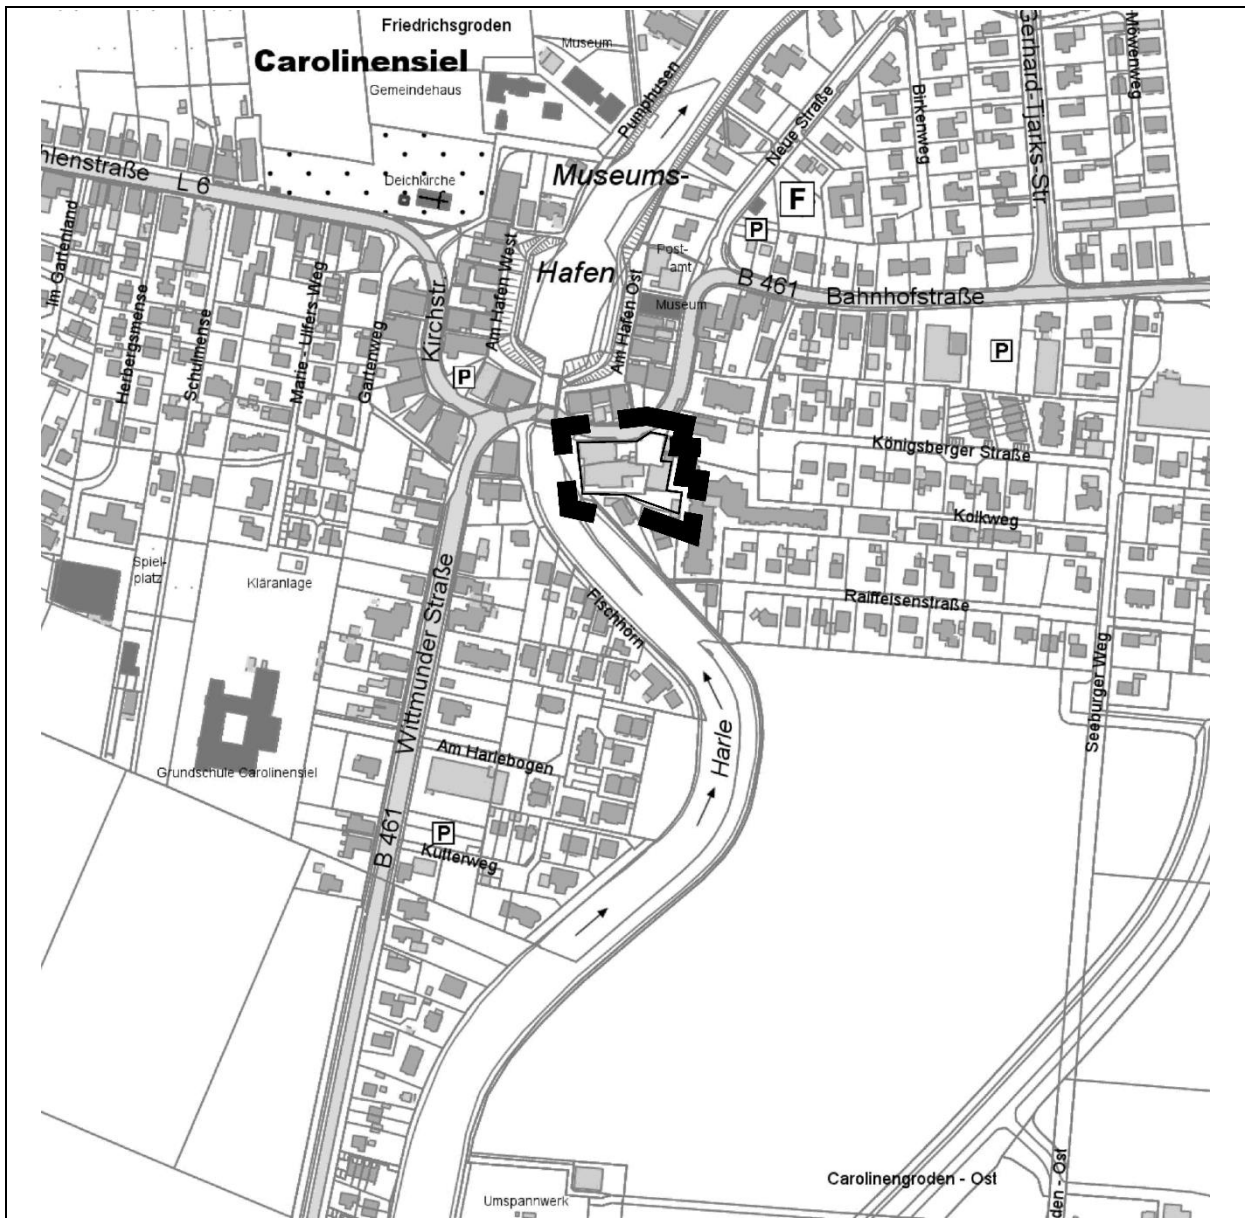 Friedrichsgroden
Carolinensiel
Museum
Gemeindehaus
Pumphusen
Neue Straße
Birkenweg
Gerhard-Tjarks-Str
Möwenweg
hlenstraße
L 6
Deichkirche
Museums-
Hafen
F
P
Post-
amt
B 461
Bahnhofstraße
Museum
Im Gartenland
Herbergsmense
Schulmense
Marie - Ulfers Weg
Gartenweg
Kirchstr.
Am Hafen West
Am Hafen Ost
P
P
Königsberger Straße
Kolkweg
Raiffeisenstraße
Seeburger Weg
Spiel-
platz
Kläranlage
Wittmunder Straße
Fischhörn
Harle
Am Harlebogen
Grundschule Carolinensiel
B 461
P
Kutterweg
Carolinengroden - Ost
den - Ost
Umspannwerk